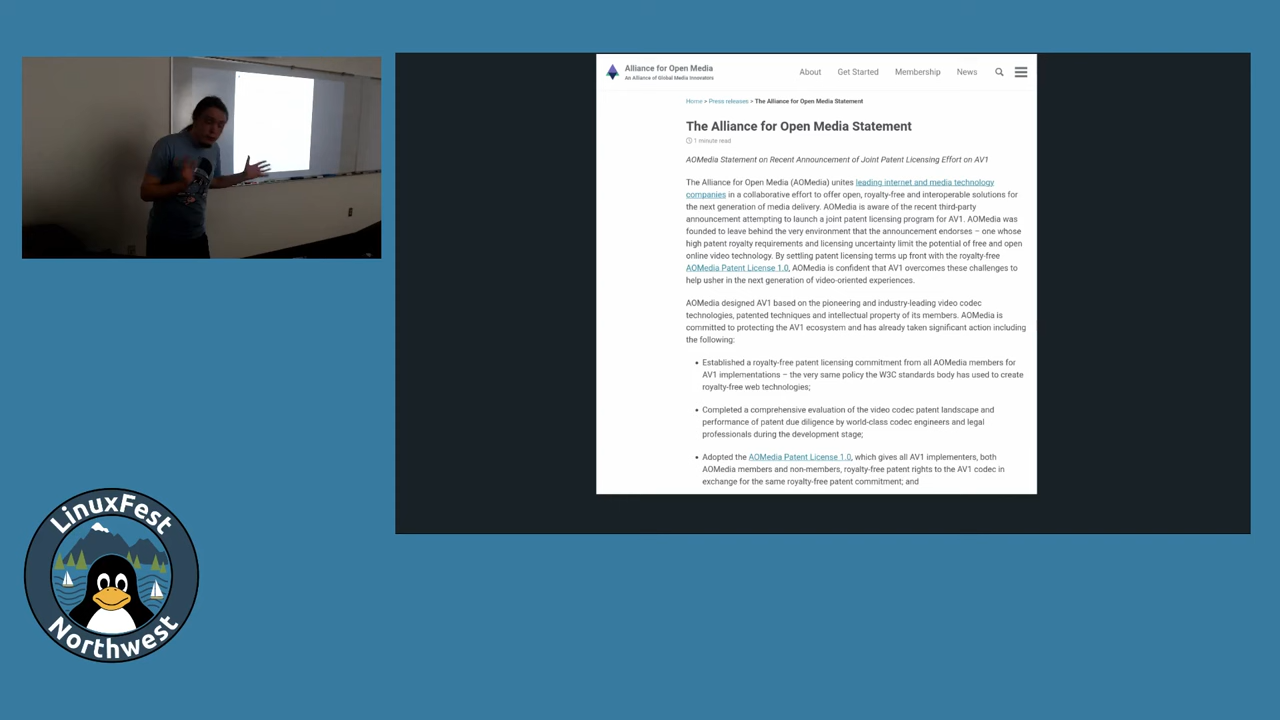 Alliance for Open Media
An Alliance of Global Media Innovators
About Get Started Membership News
Home > Press releases > The Alliance for Open Media Statement
The Alliance for Open Media Statement
1 minute read
AOMedia Statement on Recent Announcement of Joint Patent Licensing Effort on AV1
The Alliance for Open Media (AOMedia) unites leading internet and media technology
companies in a collaborative effort to offer open, royalty-free and interoperable solutions for
the next generation of media delivery. AOMedia is aware of the recent third-party
announcement attempting to launch a joint patent licensing program for AV1. AOMedia was
founded to leave behind the very environment that the announcement endorses – one whose
high patent royalty requirements and licensing uncertainty limit the potential of free and open
online video technology. By settling patent licensing terms up front with the royalty-free
AOMedia Patent License 1.0, AOMedia is confident that AV1 overcomes these challenges to
help usher in the next generation of video-oriented experiences.
AOMedia designed AV1 based on the pioneering and industry-leading video codec
technologies, patented techniques and intellectual property of its members. AOMedia is
committed to protecting the AV1 ecosystem and has already taken significant action including
the following:
• Established a royalty-free patent licensing commitment from all AOMedia members for
AV1 implementations – the very same policy the W3C standards body has used to create
royalty-free web technologies;
• Completed a comprehensive evaluation of the video codec patent landscape and
performance of patent due diligence by world-class codec engineers and legal
professionals during the development stage;
• Adopted the AOMedia Patent License 1.0, which gives all AV1 implementers, both
AOMedia members and non-members, royalty-free patent rights to the AV1 codec in
exchange for the same royalty-free patent commitment; and
LinuxFest
Northwest